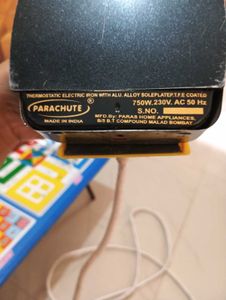 THERMOSTATIC ELECTRIC IRON WITH ALU. ALLOY SOLEPLATE P.T.F.E COATED
PARACHUTE ®
750W. 230V. AC 50 Hz
S.NO.
MADE IN INDIA
MFD.By: PARAS HOME APPLIANCES,
B/5 B.T COMPOUND MALAD BOMBAY